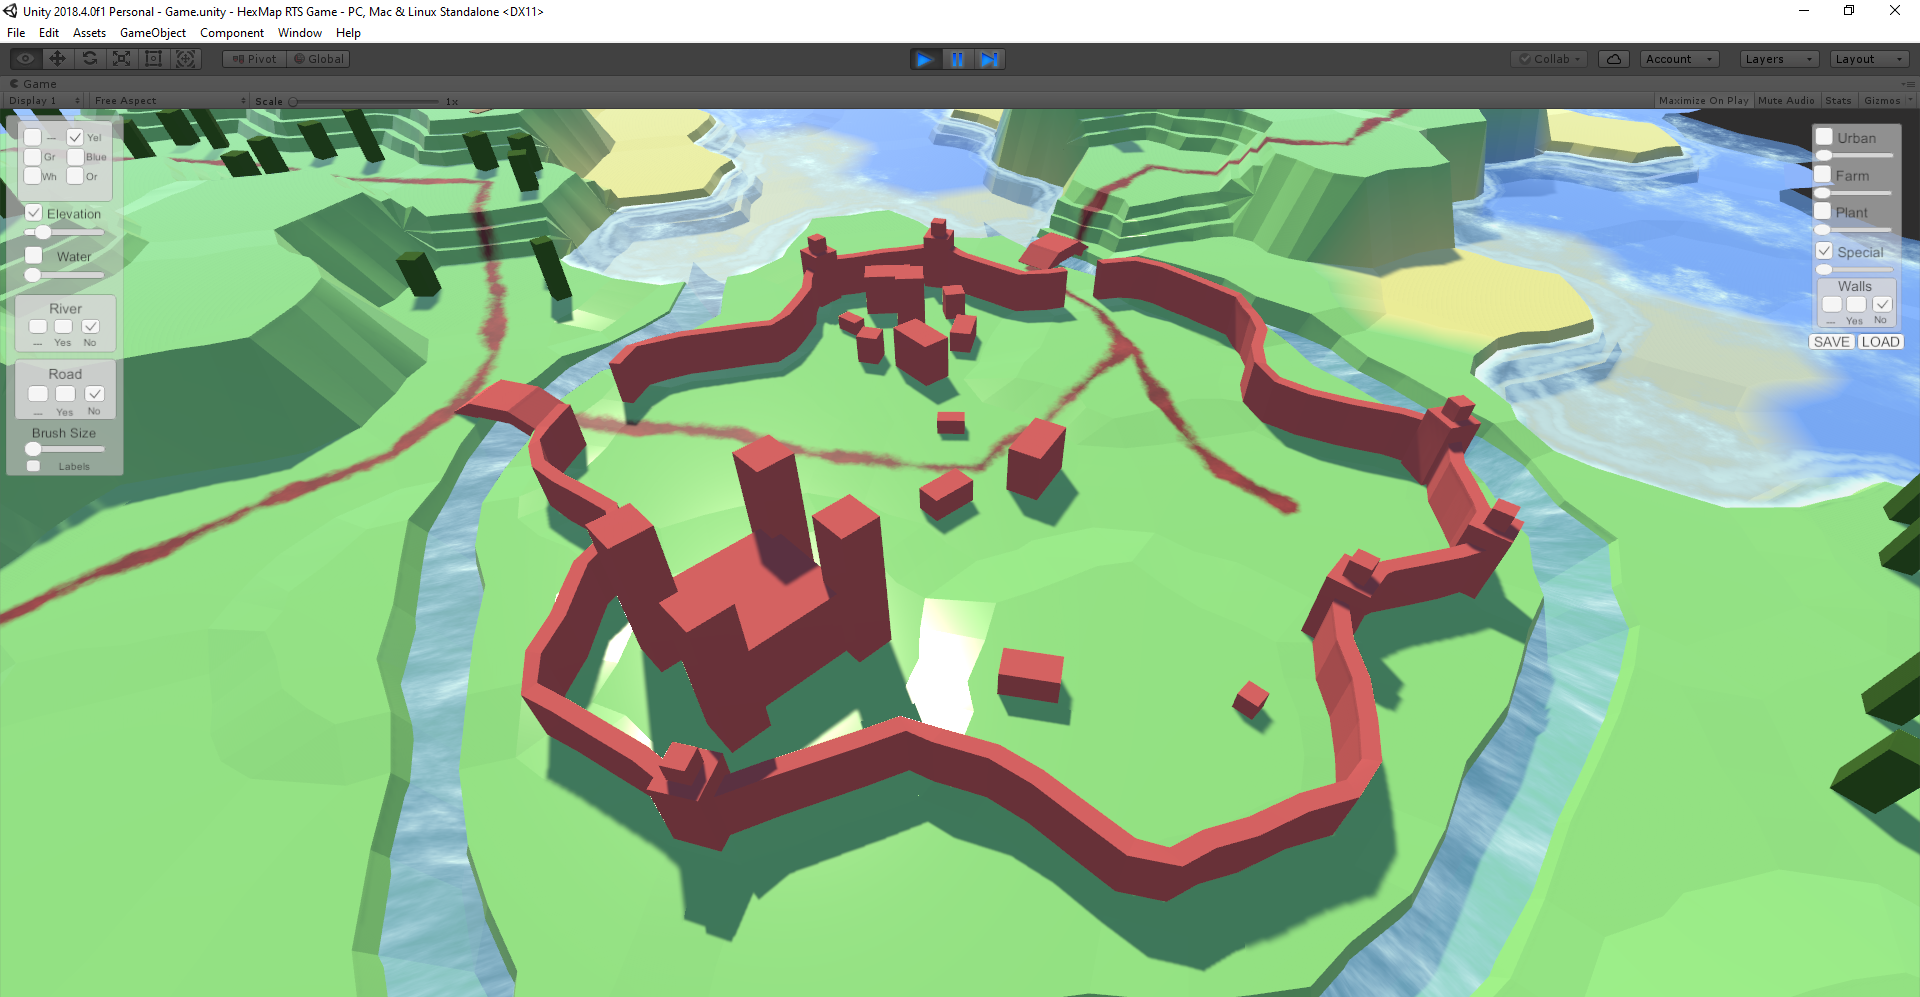 Unity 2018.4.0f1 Personal - Game.unity - HexMap RTS Game - PC, Mac & Linux Standalone <DX11>
File Edit Assets GameObject Component Window Help
Pivot Global Collab Account Layers Layout
Game
Display 1 Free Aspect Scale 1x Maximize On Play Mute Audio Stats Gizmos
--- Yel
Gr Blue
Wh Or
Elevation
Water
River
--- Yes No
Road
--- Yes No
Brush Size
Labels
Urban
Farm
Plant
Special
Walls
--- Yes No
SAVE LOAD